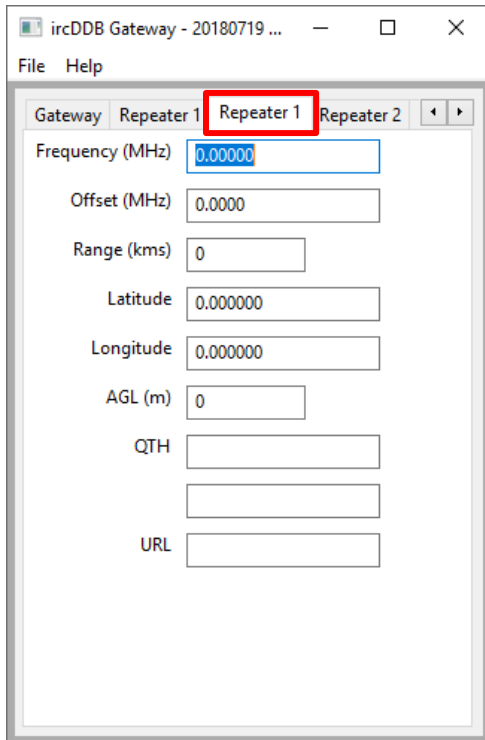 ircDDB Gateway - 20180719 ...
File Help
Gateway Repeater 1 Repeater 1 Repeater 2
Frequency (MHz) 0.00000
Offset (MHz) 0.0000
Range (kms) 0
Latitude 0.000000
Longitude 0.000000
AGL (m) 0
QTH
URL